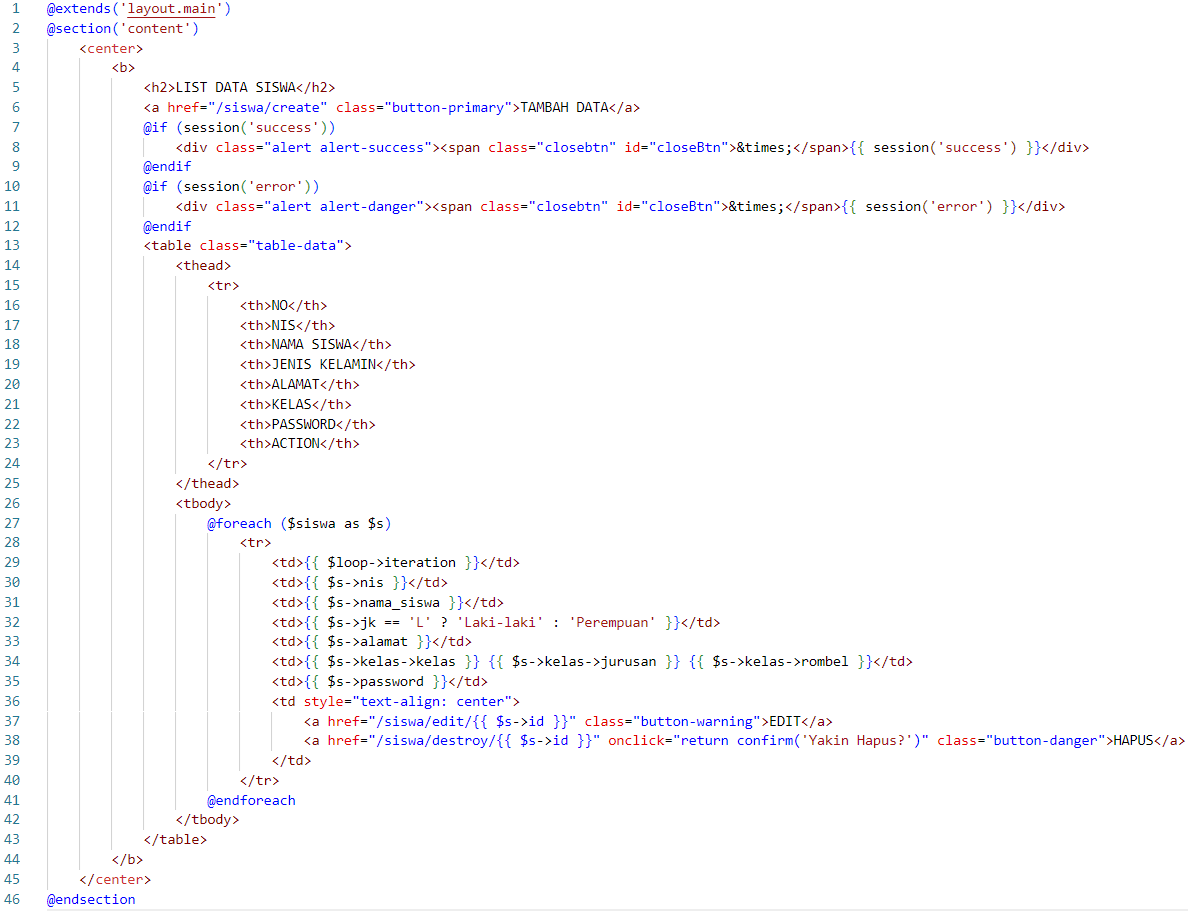 1 @extends('layout.main')
2 @section('content')
3     <center>
4         <b>
5             <h2>LIST DATA SISWA</h2>
6             <a href="/siswa/create" class="button-primary">TAMBAH DATA</a>
7             @if (session('success'))
8                 <div class="alert alert-success"><span class="closebtn" id="closeBtn">&times;</span>{{ session('success') }}</div>
9             @endif
10             @if (session('error'))
11                 <div class="alert alert-danger"><span class="closebtn" id="closeBtn">&times;</span>{{ session('error') }}</div>
12             @endif
13             <table class="table-data">
14                 <thead>
15                     <tr>
16                         <th>NO</th>
17                         <th>NIS</th>
18                         <th>NAMA SISWA</th>
19                         <th>JENIS KELAMIN</th>
20                         <th>ALAMAT</th>
21                         <th>KELAS</th>
22                         <th>PASSWORD</th>
23                         <th>ACTION</th>
24                     </tr>
25                 </thead>
26                 <tbody>
27                     @foreach ($siswa as $s)
28                         <tr>
29                             <td>{{ $loop->iteration }}</td>
30                             <td>{{ $s->nis }}</td>
31                             <td>{{ $s->nama_siswa }}</td>
32                             <td>{{ $s->jk == 'L' ? 'Laki-laki' : 'Perempuan' }}</td>
33                             <td>{{ $s->alamat }}</td>
34                             <td>{{ $s->kelas->kelas }} {{ $s->kelas->jurusan }} {{ $s->kelas->rombel }}</td>
35                             <td>{{ $s->password }}</td>
36                             <td style="text-align: center">
37                                 <a href="/siswa/edit/{{ $s->id }}" class="button-warning">EDIT</a>
38                                 <a href="/siswa/destroy/{{ $s->id }}" onclick="return confirm('Yakin Hapus?')" class="button-danger">HAPUS</a>
39                             </td>
40                         </tr>
41                     @endforeach
42                 </tbody>
43             </table>
44         </b>
45     </center>
46 @endsection